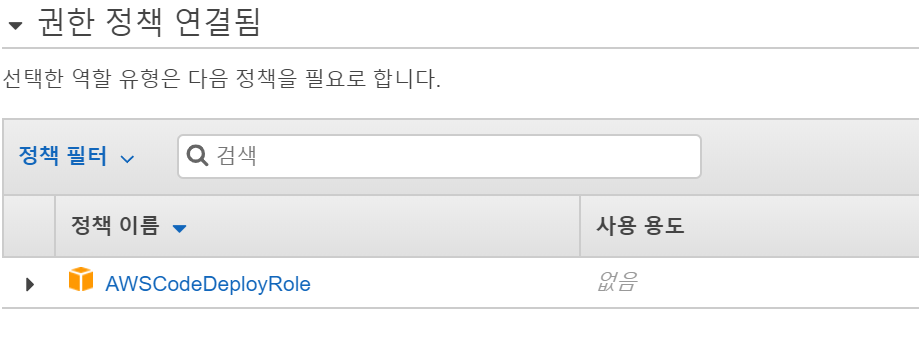 권한 정책 연결됨
선택한 역할 유형은 다음 정책을 필요로 합니다.
정책 필터 검색
정책 이름 사용 용도
AWSCodeDeployRole 없음